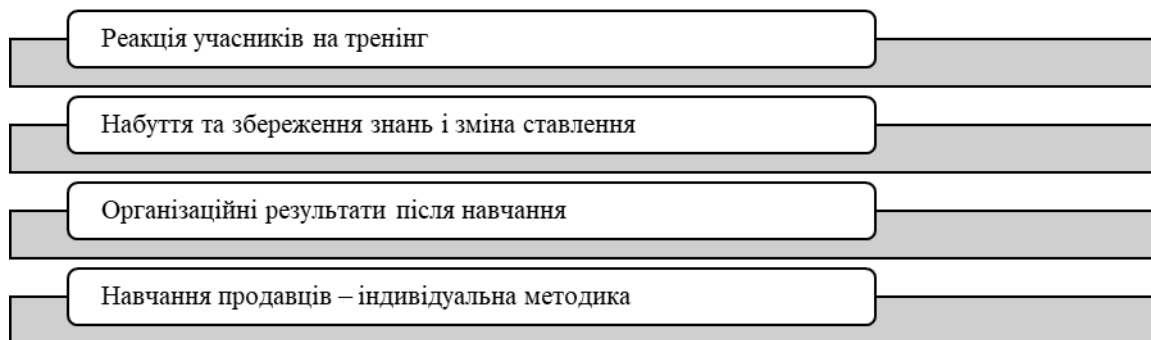 Реакція учасників на тренінг
Набуття та збереження знань і зміна ставлення
Організаційні результати після навчання
Навчання продавців – індивідуальна методика